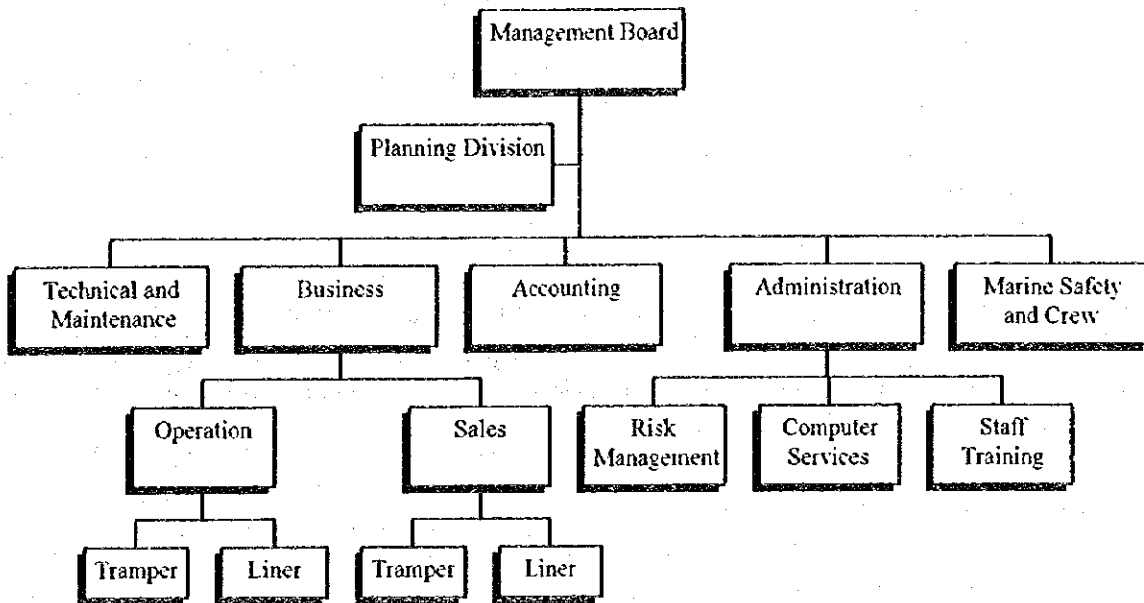 Management Board
Planning Division
Technical and
Maintenance
Business
Accounting
Administration
Marine Safety
and Crew
Operation
Sales
Risk
Management
Computer
Services
Staff
Training
Tramper
Liner
Tramper
Liner